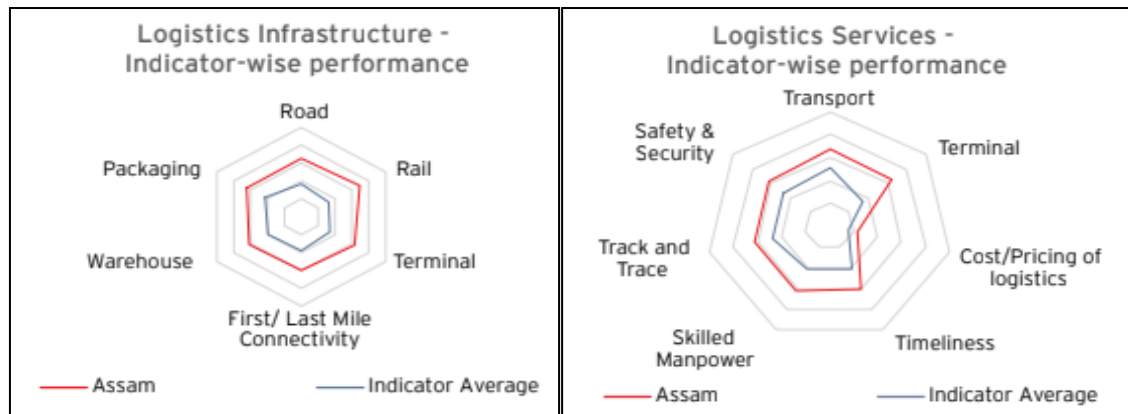 Logistics Infrastructure -
Indicator-wise performance
Road
Packaging
Rail
Warehouse
Terminal
First/ Last Mile
Connectivity
Assam
Indicator Average
Logistics Services -
Indicator-wise performance
Transport
Safety &
Security
Terminal
Track and
Trace
Cost/Pricing of
logistics
Skilled
Manpower
Timeliness
Assam
Indicator Average